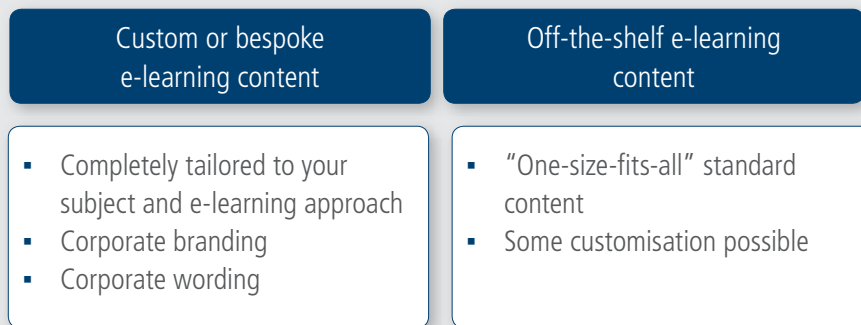 Custom or bespoke
e-learning content
Off-the-shelf e-learning
content
▪ Completely tailored to your
subject and e-learning approach
▪ Corporate branding
▪ Corporate wording
▪ “One-size-fits-all” standard
content
▪ Some customisation possible